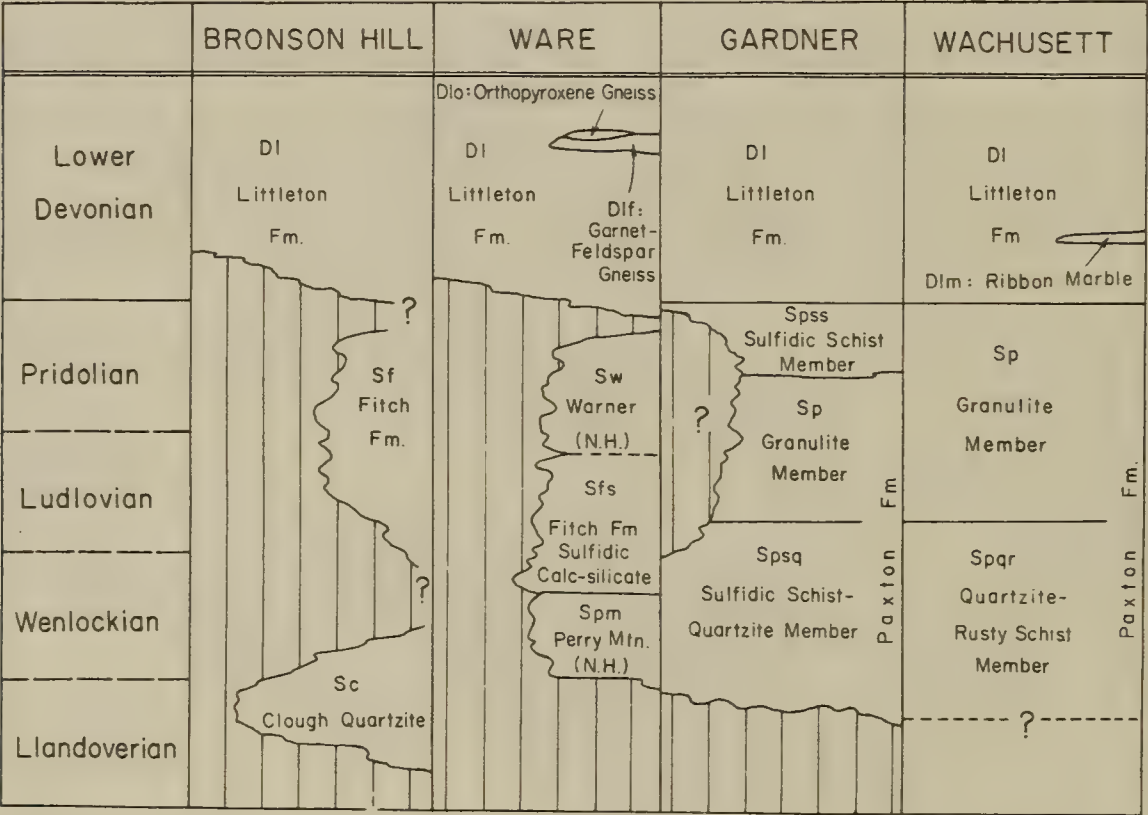 BRONSON HILL
WARE
GARDNER
WACHUSETT
Lower
Devonian
Pridolian
Ludlovian
Wenlockian
Llandoverian
Dl
Littleton
Fm.
?
Sf
Fitch
Fm.
?
Sc
Clough Quartzite
Dlo: Orthopyroxene Gneiss
Dl
Littleton
Fm.
Dlf:
Garnet-
Feldspar
Gneiss
Sw
Warner
(N.H.)
Sfs
Fitch Fm
Sulfidic
Calc-silicate
Spm
Perry Mtn.
(N.H.)
Dl
Littleton
Fm.
Spss
Sulfidic Schist
Member
?
Sp
Granulite
Member
Spsq
Sulfidic Schist-
Quartzite Member
Paxton Fm
Dl
Littleton
Fm
Dlm: Ribbon Marble
Sp
Granulite
Member
Spqr
Quartzite-
Rusty Schist
Member
Paxton Fm.
?